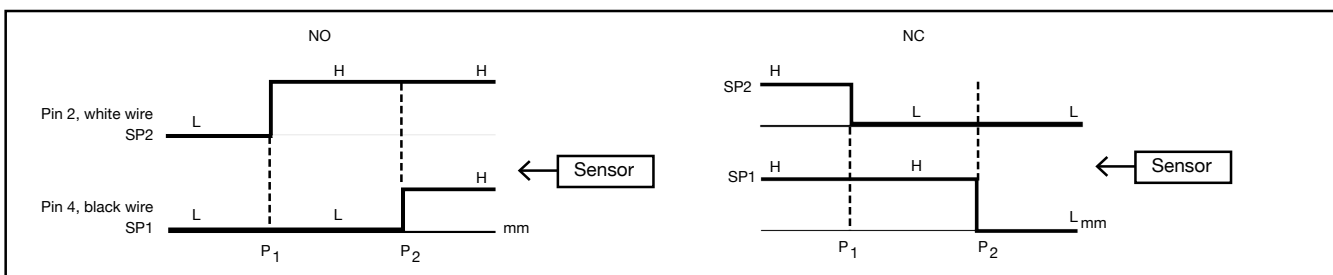 NO
H H
Pin 2, white wire
SP2
L
Sensor
H
Pin 4, black wire
SP1
L L
mm
P1 P2
NC
H
SP2
L L
Sensor
H H
SP1
L mm
P1 P2